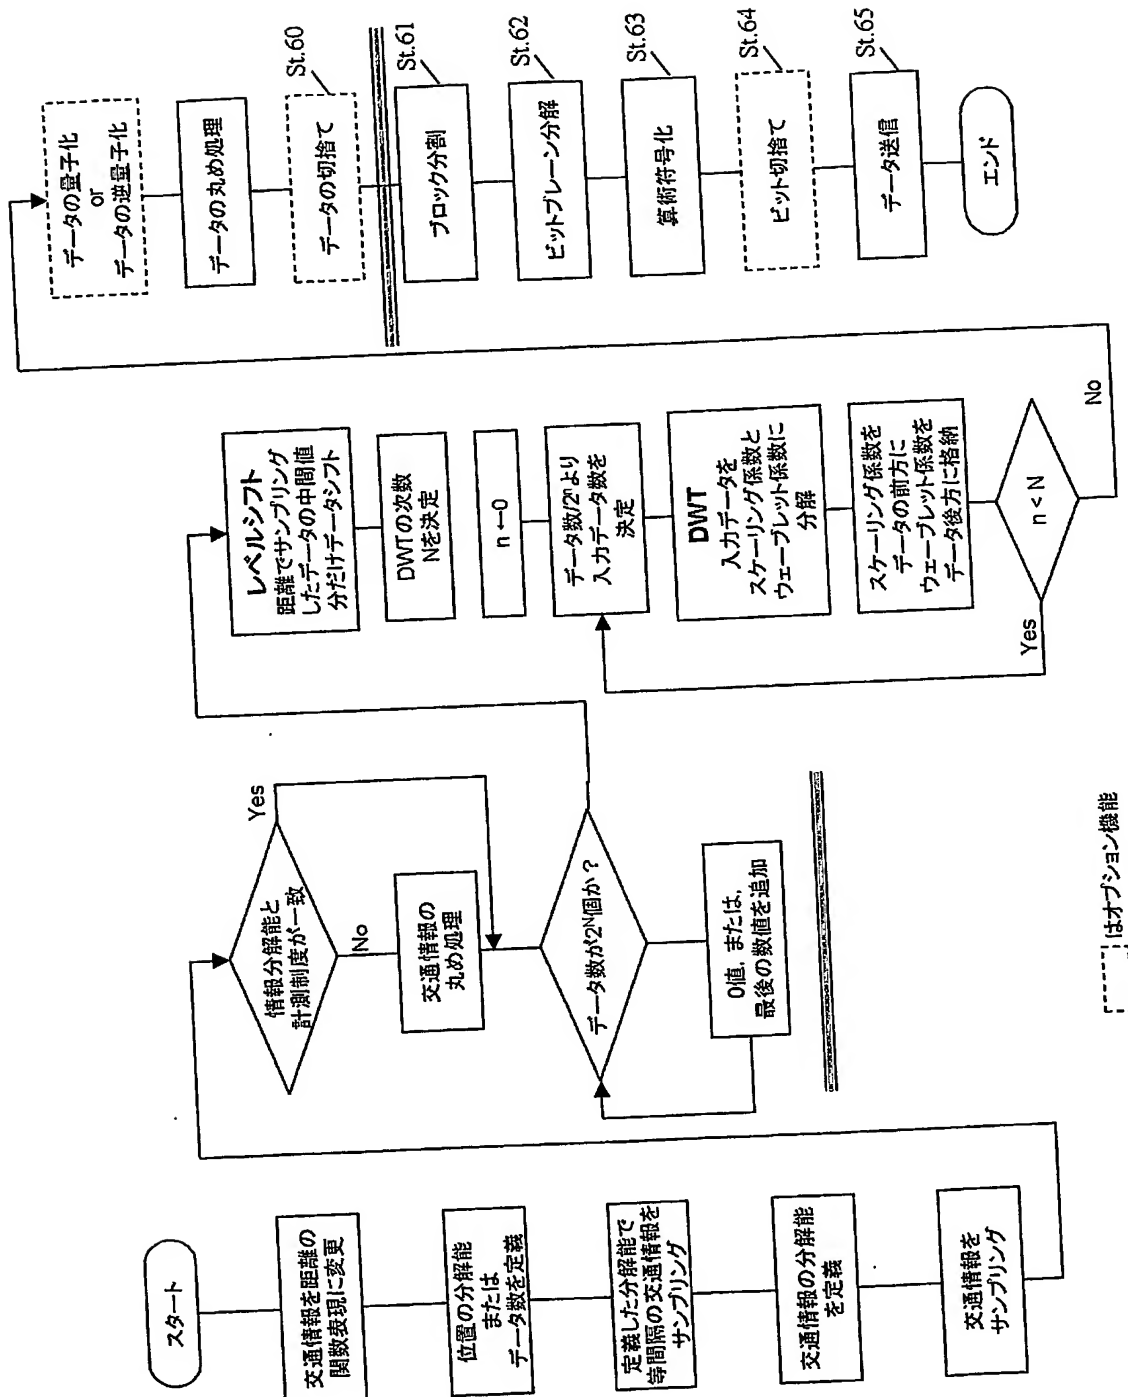 スタート
交通情報を距離の
関数表現に変更
位置の分解能
または
データ数を定義
定義した分解能で
等間隔の交通情報を
サンプリング
交通情報の分解能
を定義
交通情報を
サンプリング
情報分解能と
計測制度が一致
Yes
No
交通情報の
丸め処理
データ数が2^N個か？
0値、または、
最後の数値を追加
レベルシフト
距離でサンプリング
したデータの中間値
分だけデータシフト
DWTの次数
Nを決定
n←0
データ数/2^nより
入力データ数を
決定
DWT
入力データを
スケーリング係数と
ウェーブレット係数に
分解
スケーリング係数を
データの前方に
ウェーブレット係数を
データ後方に格納
n < N
Yes
No
データの量子化
or
データの逆量子化
データの丸め処理
St.60
データの切捨て
St.61
ブロック分割
St.62
ビットプレーン分解
St.63
算術符号化
St.64
ビット切捨て
St.65
データ送信
エンド
はオプション機能